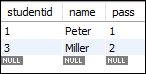 studentid name pass
1 Peter 1
3 Miller 2
NULL NULL NULL